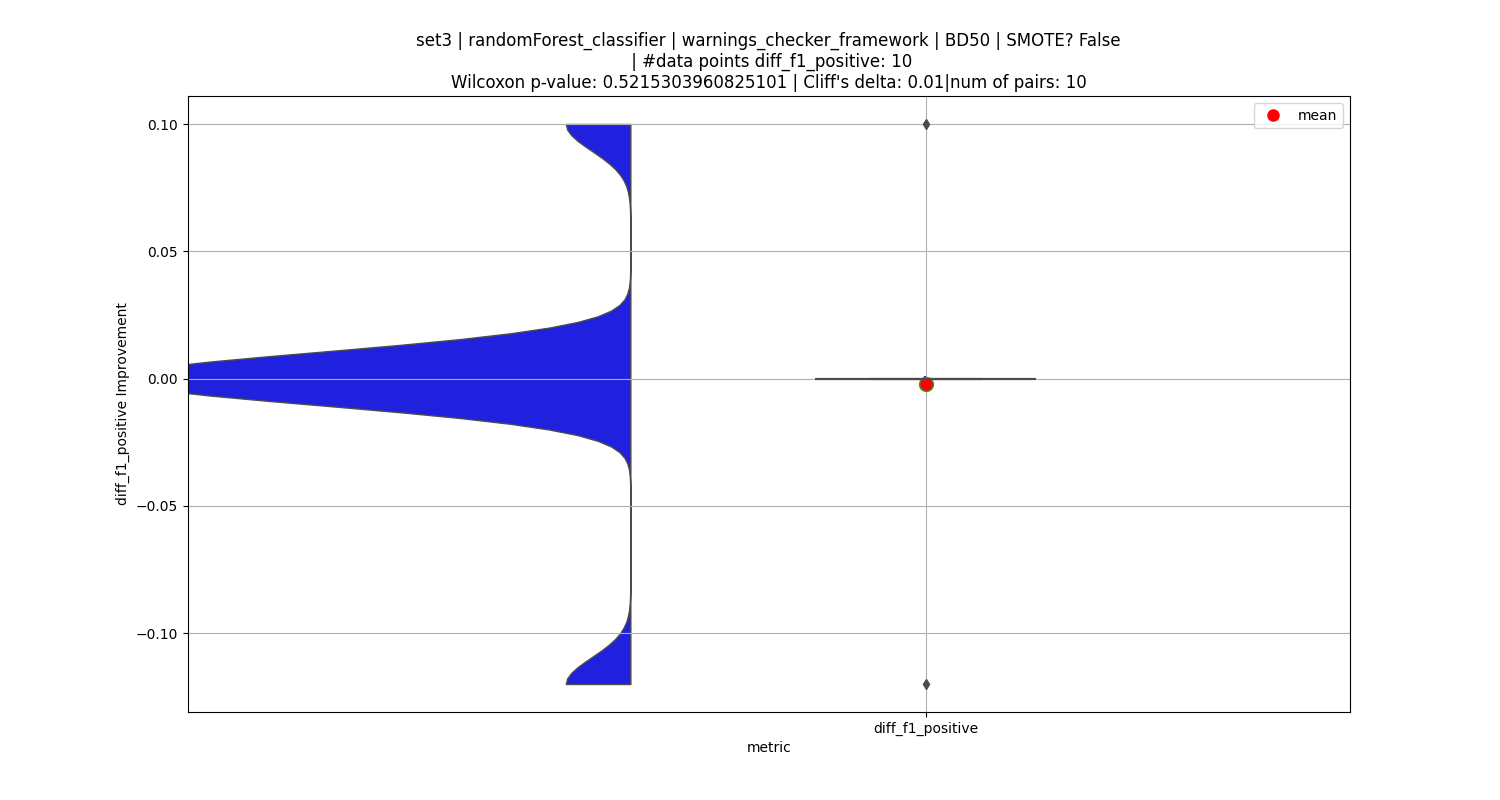 set3 | randomForest_classifier | warnings_checker_framework | BD50 | SMOTE? False
| #data points diff_f1_positive: 10
Wilcoxon p-value: 0.5215303960825101 | Cliff's delta: 0.01|num of pairs: 10
mean
0.10
0.05
0.00
−0.05
−0.10
diff_f1_positive Improvement
diff_f1_positive
metric